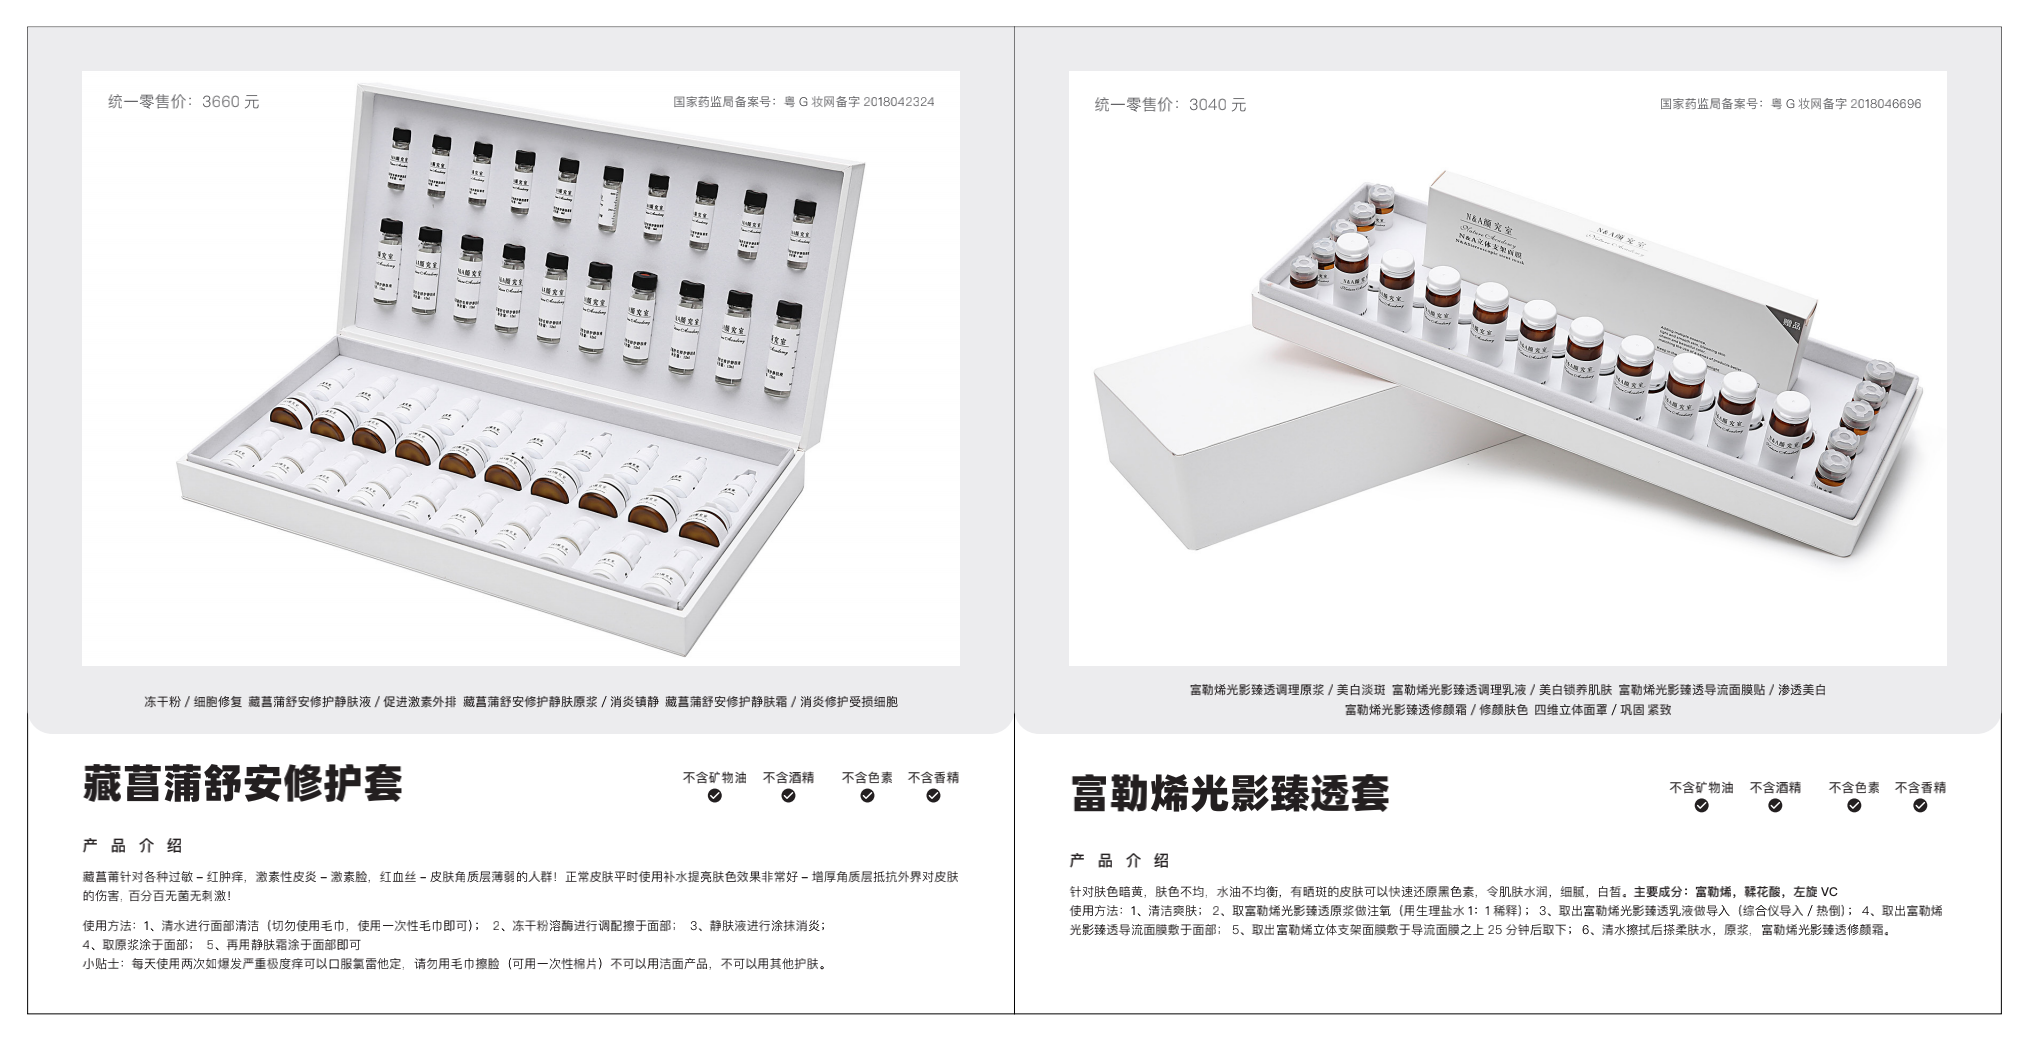 统一零售价：3660 元
国家药监局备案号：粤 G 妆网备字 2018042324
冻干粉 / 细胞修复 藏菖蒲舒安修护静肤液 / 促进激素外排 藏菖蒲舒安修护静肤原浆 / 消炎镇静 藏菖蒲舒安修护静肤霜 / 消炎修护受损细胞
藏菖蒲舒安修护套
不含矿物油 不含酒精 不含色素 不含香精
产 品 介 绍
藏菖莆针对各种过敏 – 红肿痒，激素性皮炎 – 激素脸，红血丝 – 皮肤角质层薄弱的人群！正常皮肤平时使用补水提亮肤色效果非常好 – 增厚角质层抵抗外界对皮肤
的伤害, 百分百无菌无刺激!
使用方法：1、清水进行面部清洁（切勿使用毛巾，使用一次性毛巾即可）； 2、冻干粉溶酶进行调配擦于面部； 3、静肤液进行涂抹消炎；
4、取原浆涂于面部； 5、再用静肤霜涂于面部即可
小贴士：每天使用两次如爆发严重极度痒可以口服氯雷他定，请勿用毛巾擦脸（可用一次性棉片）不可以用洁面产品，不可以用其他护肤。
统一零售价：3040 元
国家药监局备案号：粤 G 妆网备字 2018046696
N&A颜究室
Nature Academy
N&A立体支架面膜
N&A颜究室
Nature Academy
赠品
富勒烯光影臻透调理原浆 / 美白淡斑 富勒烯光影臻透调理乳液 / 美白锁养肌肤 富勒烯光影臻透导流面膜贴 / 渗透美白
富勒烯光影臻透修颜霜 / 修颜肤色 四维立体面罩 / 巩固 紧致
富勒烯光影臻透套
不含矿物油 不含酒精 不含色素 不含香精
产 品 介 绍
针对肤色暗黄，肤色不均，水油不均衡，有晒斑的皮肤可以快速还原黑色素，令肌肤水润，细腻，白皙。主要成分：富勒烯，鞣花酸，左旋 VC
使用方法：1、清洁爽肤； 2、取富勒烯光影臻透原浆做注氧（用生理盐水 1：1 稀释）； 3、取出富勒烯光影臻透乳液做导入（综合仪导入 / 热倒）； 4、取出富勒烯
光影臻透导流面膜敷于面部； 5、取出富勒烯立体支架面膜敷于导流面膜之上 25 分钟后取下； 6、清水擦拭后搽柔肤水，原浆，富勒烯光影臻透修颜霜。